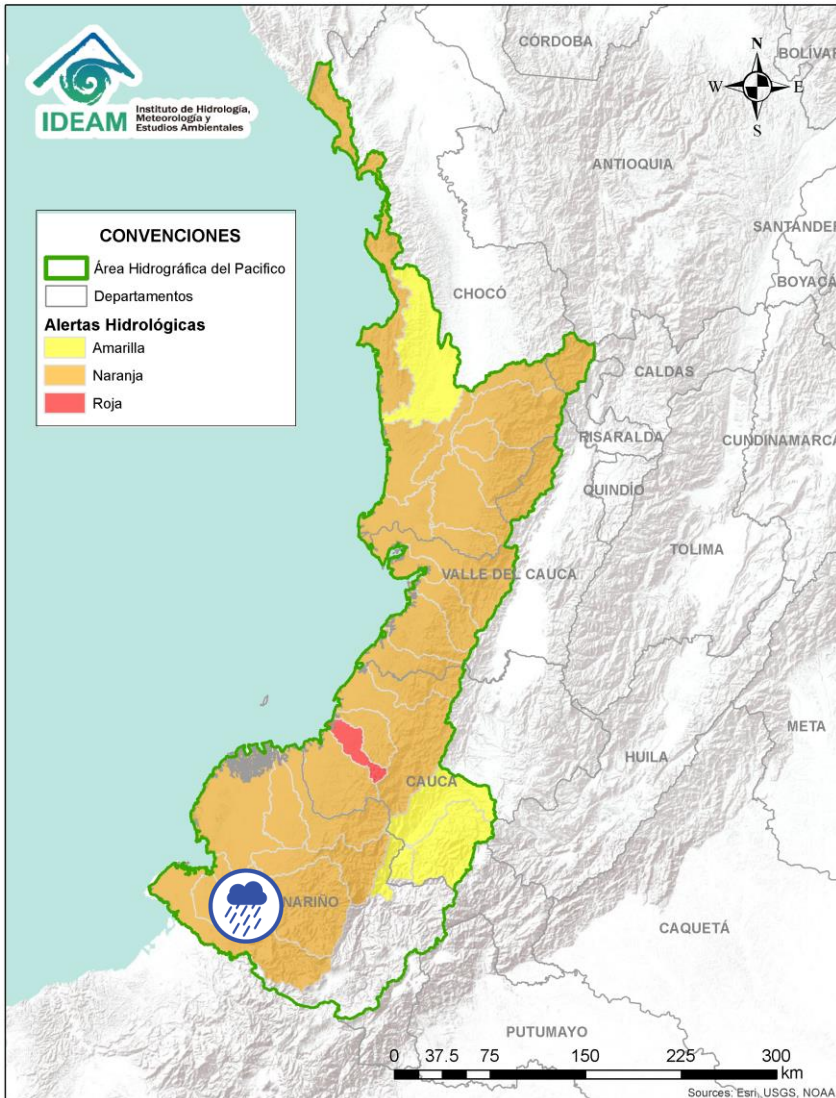 IDEAM
Instituto de Hidrología,
Meteorología y
Estudios Ambientales
N
W
E
S
CÓRDOBA
BOLÍVAR
ANTIOQUIA
SANTANDER
BOYACÁ
CHOCÓ
CALDAS
RISARALDA
CUNDINAMARCA
QUINDÍO
TOLIMA
VALLE DEL CAUCA
META
HUILA
CAUCA
NARIÑO
CAQUETÁ
PUTUMAYO
CONVENCIONES
Área Hidrográfica del Pacifico
Departamentos
Alertas Hidrológicas
Amarilla
Naranja
Roja
0 37.5 75 150 225 300
km
Sources: Esri, USGS, NOAA